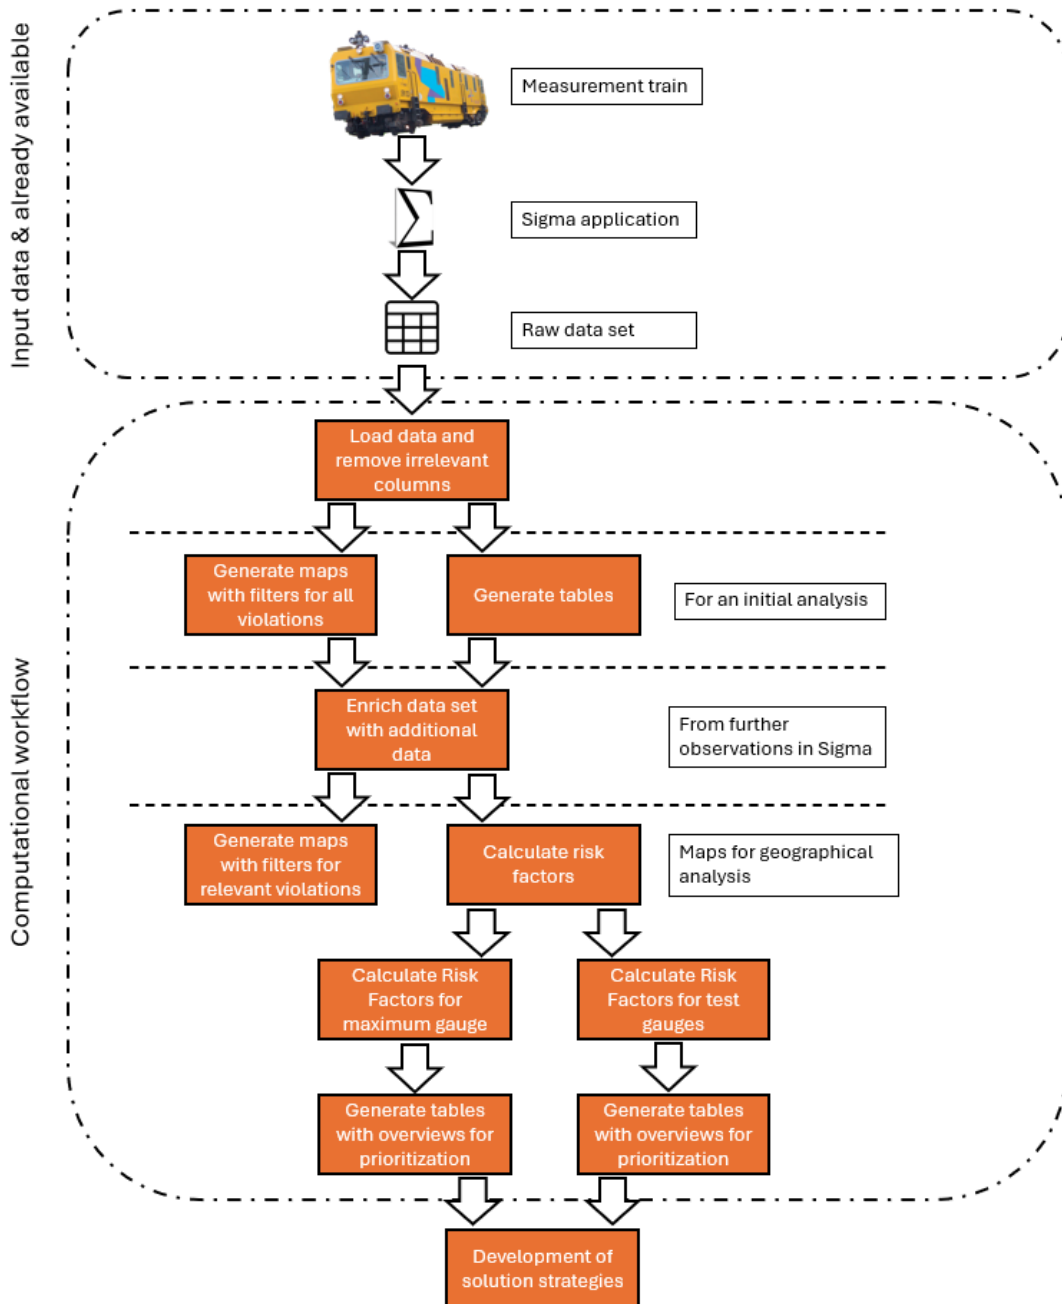 Input data & already available
Measurement train
Sigma application
Raw data set
Computational workflow
Load data and
remove irrelevant
columns
Generate maps
with filters for all
violations
Generate tables
For an initial analysis
Enrich data set
with additional
data
From further
observations in Sigma
Generate maps
with filters for
relevant violations
Calculate risk
factors
Maps for geographical
analysis
Calculate Risk
Factors for
maximum gauge
Calculate Risk
Factors for test
gauges
Generate tables
with overviews for
prioritization
Generate tables
with overviews for
prioritization
Development of
solution strategies